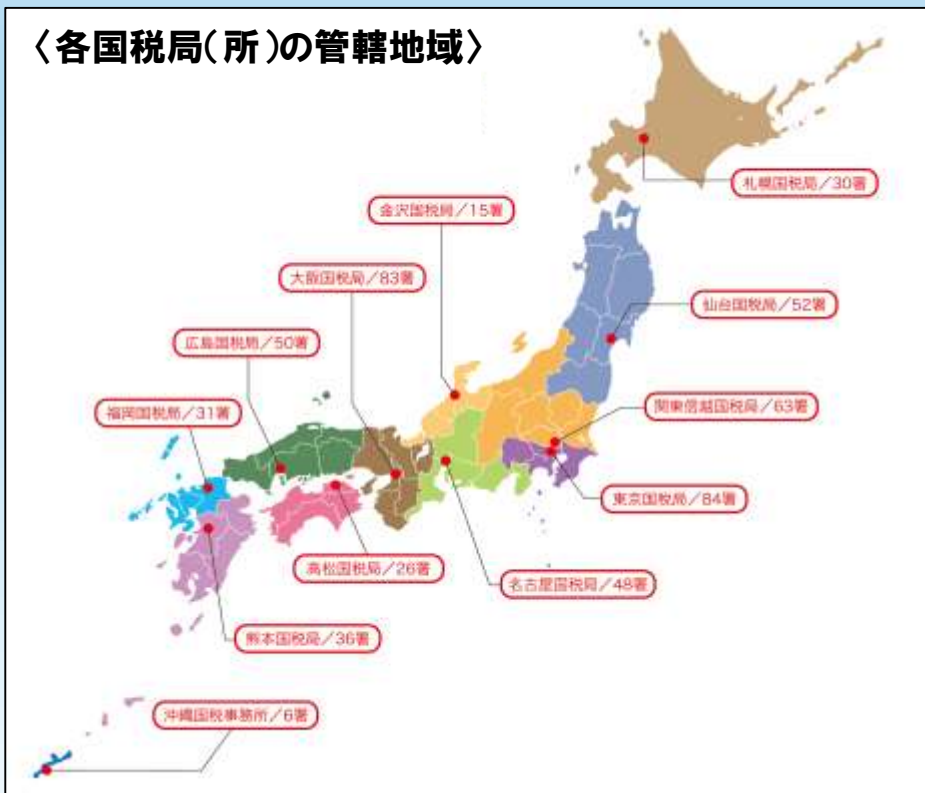 〈各国税局(所)の管轄地域〉
札幌国税局/30署
金沢国税局/15署
大阪国税局/83署
仙台国税局/52署
広島国税局/50署
福岡国税局/31署
関東信越国税局/63署
東京国税局/84署
高松国税局/26署
名古屋国税局/48署
熊本国税局/36署
沖縄国税事務所/6署